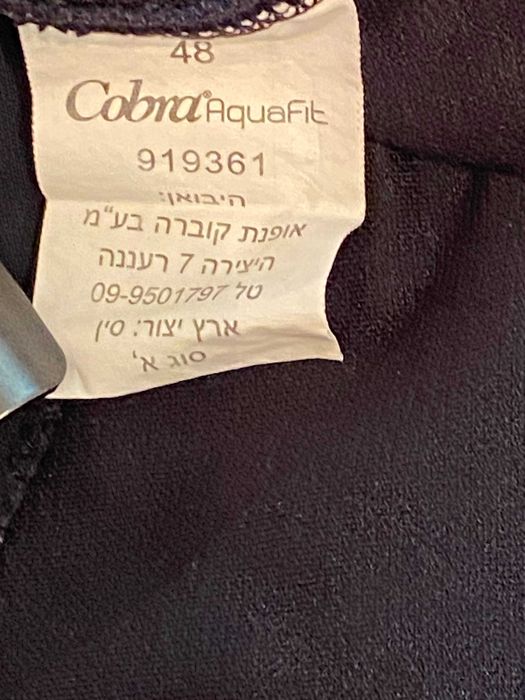 48
Cobra® AquaFit
919361
היבואן:
אופנת קוברה בע"מ
היצירה 7 רעננה
טל 09-9501797
ארץ יצור: סין
סוג א'